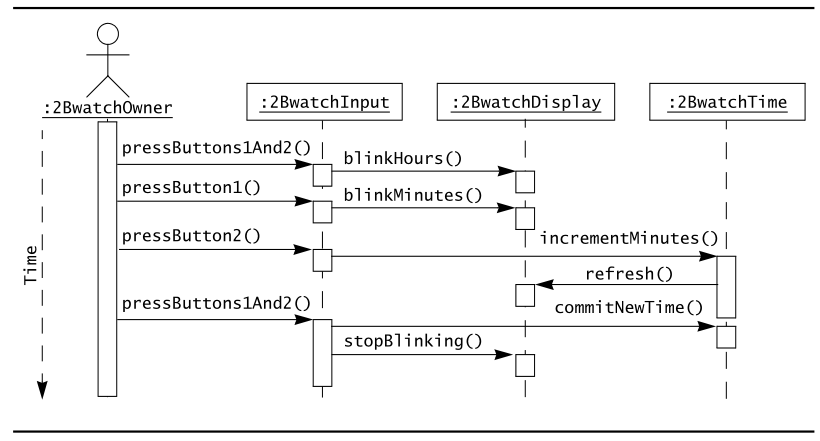 :2BwatchOwner
:2BwatchInput
:2BwatchDisplay
:2BwatchTime
pressButtons1And2()
blinkHours()
pressButton1()
blinkMinutes()
pressButton2()
incrementMinutes()
Time
refresh()
pressButtons1And2()
commitNewTime()
stopBlinking()